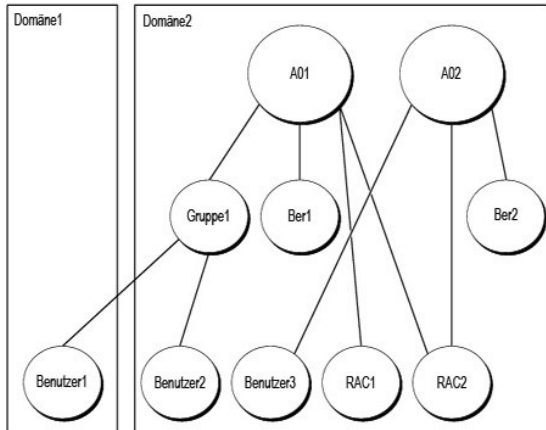 Domäne1
Domäne2
A01
A02
Gruppe1
Ber1
Ber2
Benutzer1
Benutzer2
Benutzer3
RAC1
RAC2